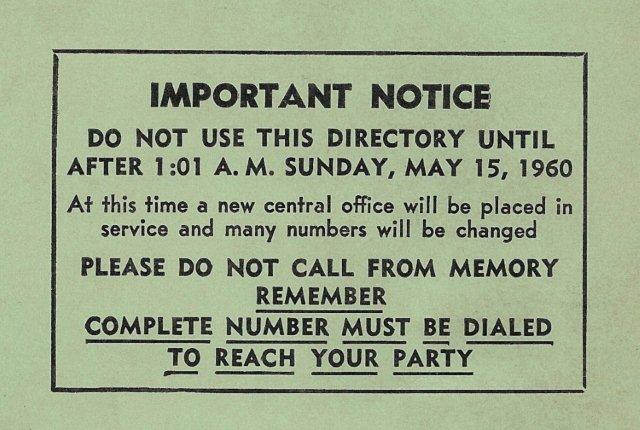 IMPORTANT NOTICE
DO NOT USE THIS DIRECTORY UNTIL
AFTER 1:01 A. M. SUNDAY, MAY 15, 1960
At this time a new central office will be placed in
service and many numbers will be changed
PLEASE DO NOT CALL FROM MEMORY
REMEMBER
COMPLETE NUMBER MUST BE DIALED
TO REACH YOUR PARTY